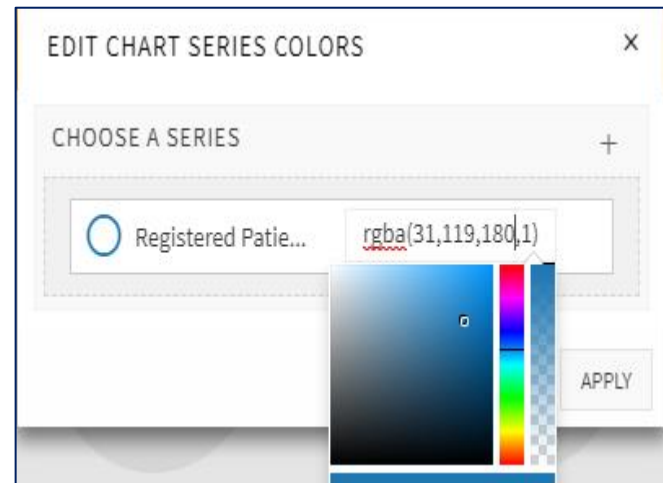 EDIT CHART SERIES COLORS X
CHOOSE A SERIES +
Registered Patie... rgba(31,119,180,1)
APPLY